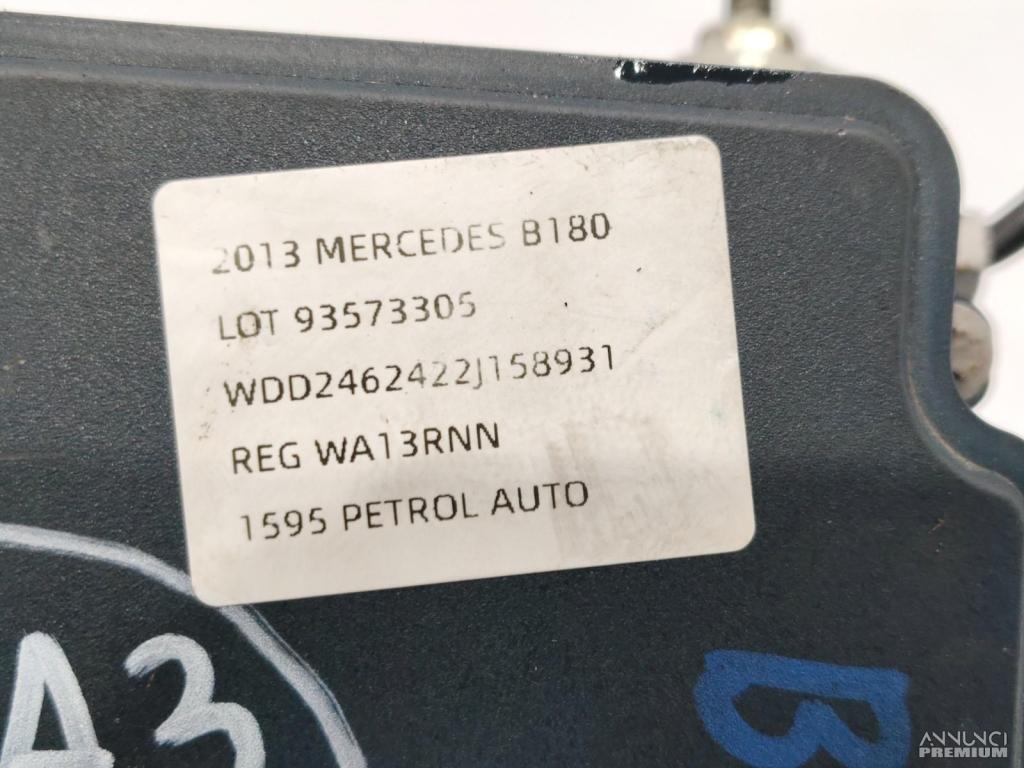 2013 MERCEDES B180
LOT 93573305
WDD2462422J158931
REG WA13RNN
1595 PETROL AUTO
A3
B
ANNUNCI
PREMIUM